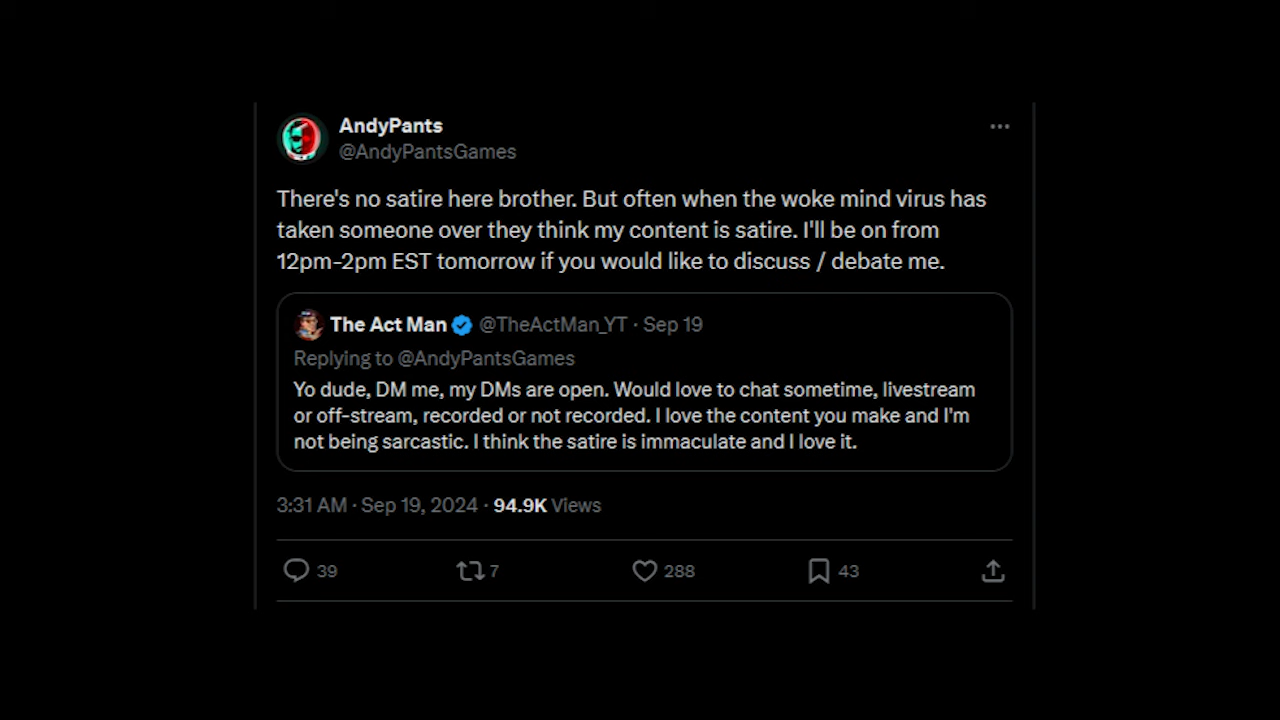 AndyPants
@AndyPantsGames
There's no satire here brother. But often when the woke mind virus has
taken someone over they think my content is satire. I'll be on from
12pm-2pm EST tomorrow if you would like to discuss / debate me.
The Act Man @TheActMan_YT · Sep 19
Replying to @AndyPantsGames
Yo dude, DM me, my DMs are open. Would love to chat sometime, livestream
or off-stream, recorded or not recorded. I love the content you make and I'm
not being sarcastic. I think the satire is immaculate and I love it.
3:31 AM · Sep 19, 2024 · 94.9K Views
39 7 288 43